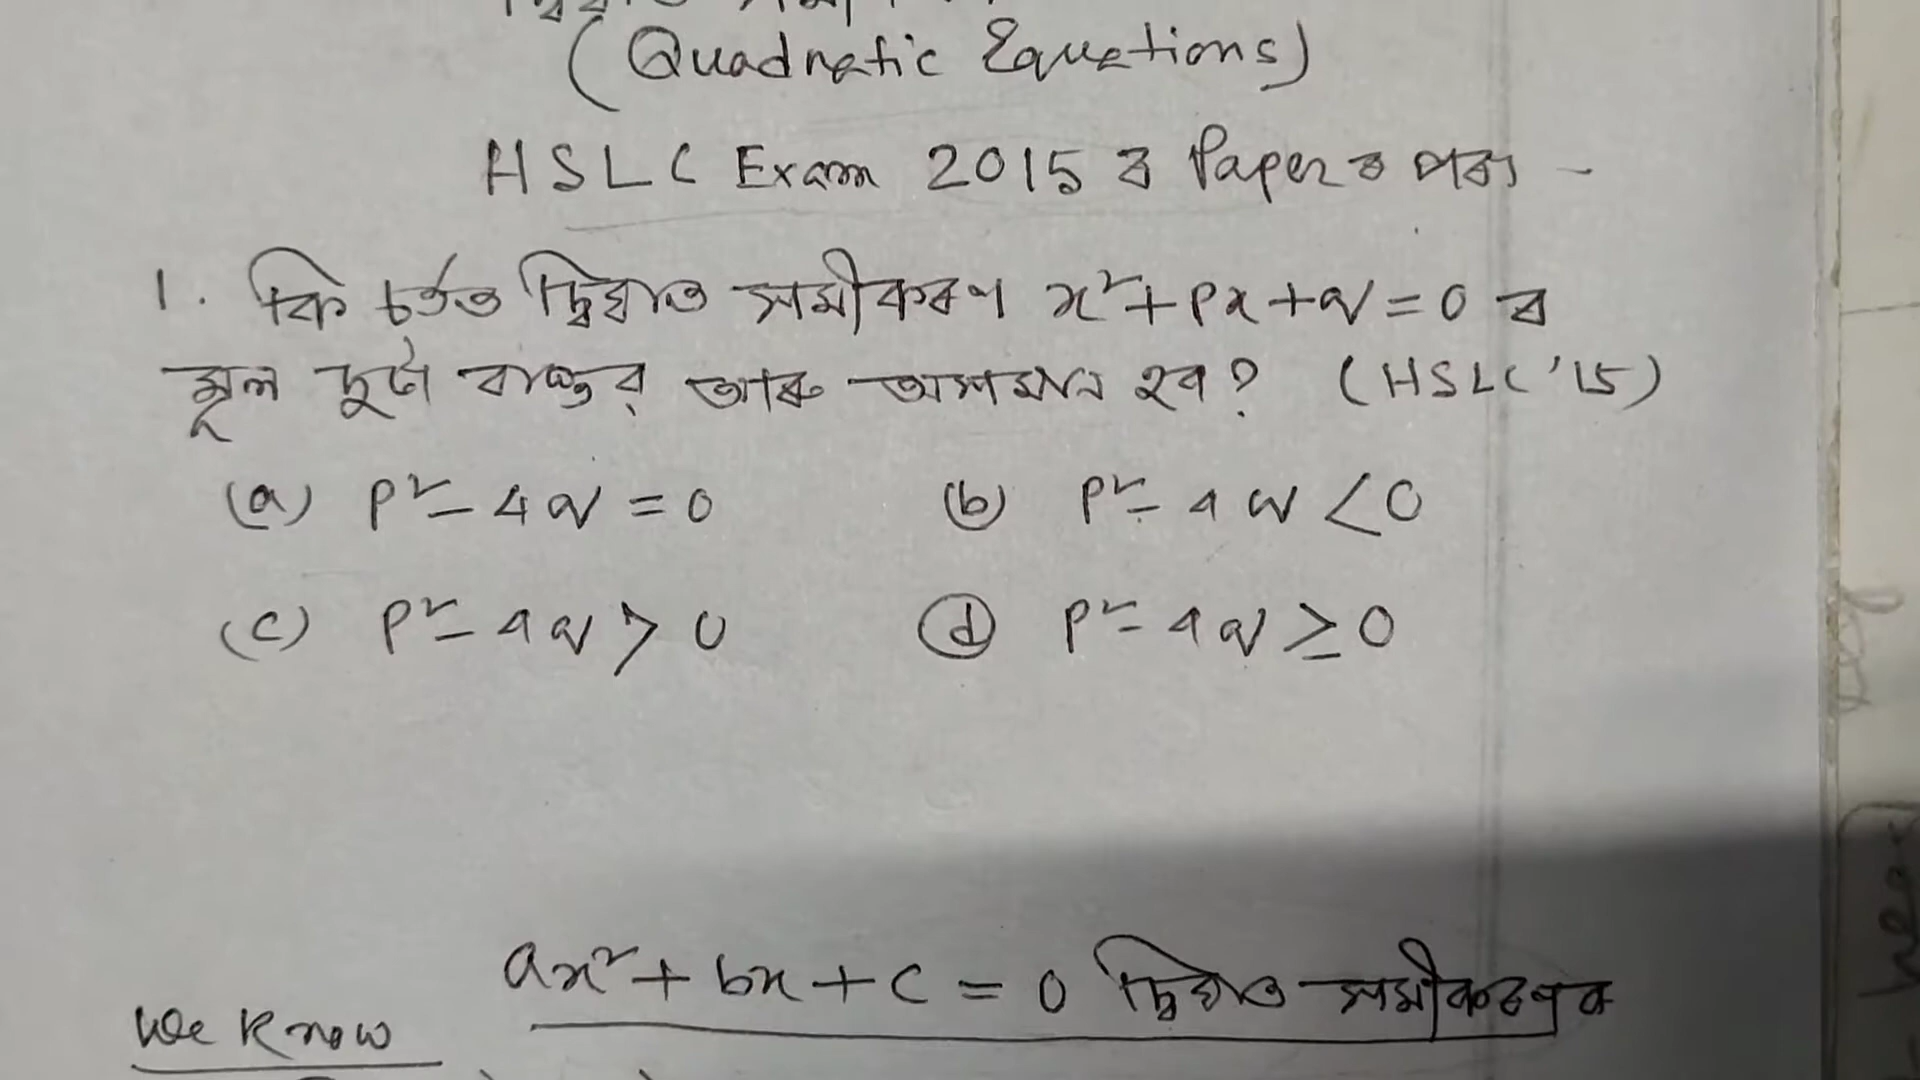 (Quadratic Equations)
HSLC Exam 2015 ৰ Paper ৰ পৰা -
1. কি চৰ্তত দ্বিঘাত সমীকৰণ x²+px+q=0 ৰ
মূল দুটা বাস্তৱ আৰু অসমান হব? (HSLC '15)
(a) p²-4q=0 (b) p²-4q<0
(c) p²-4q>0 (d) p²-4q≥0
ax²+bx+c=0 দ্বিঘাত সমীকৰণৰ
We know